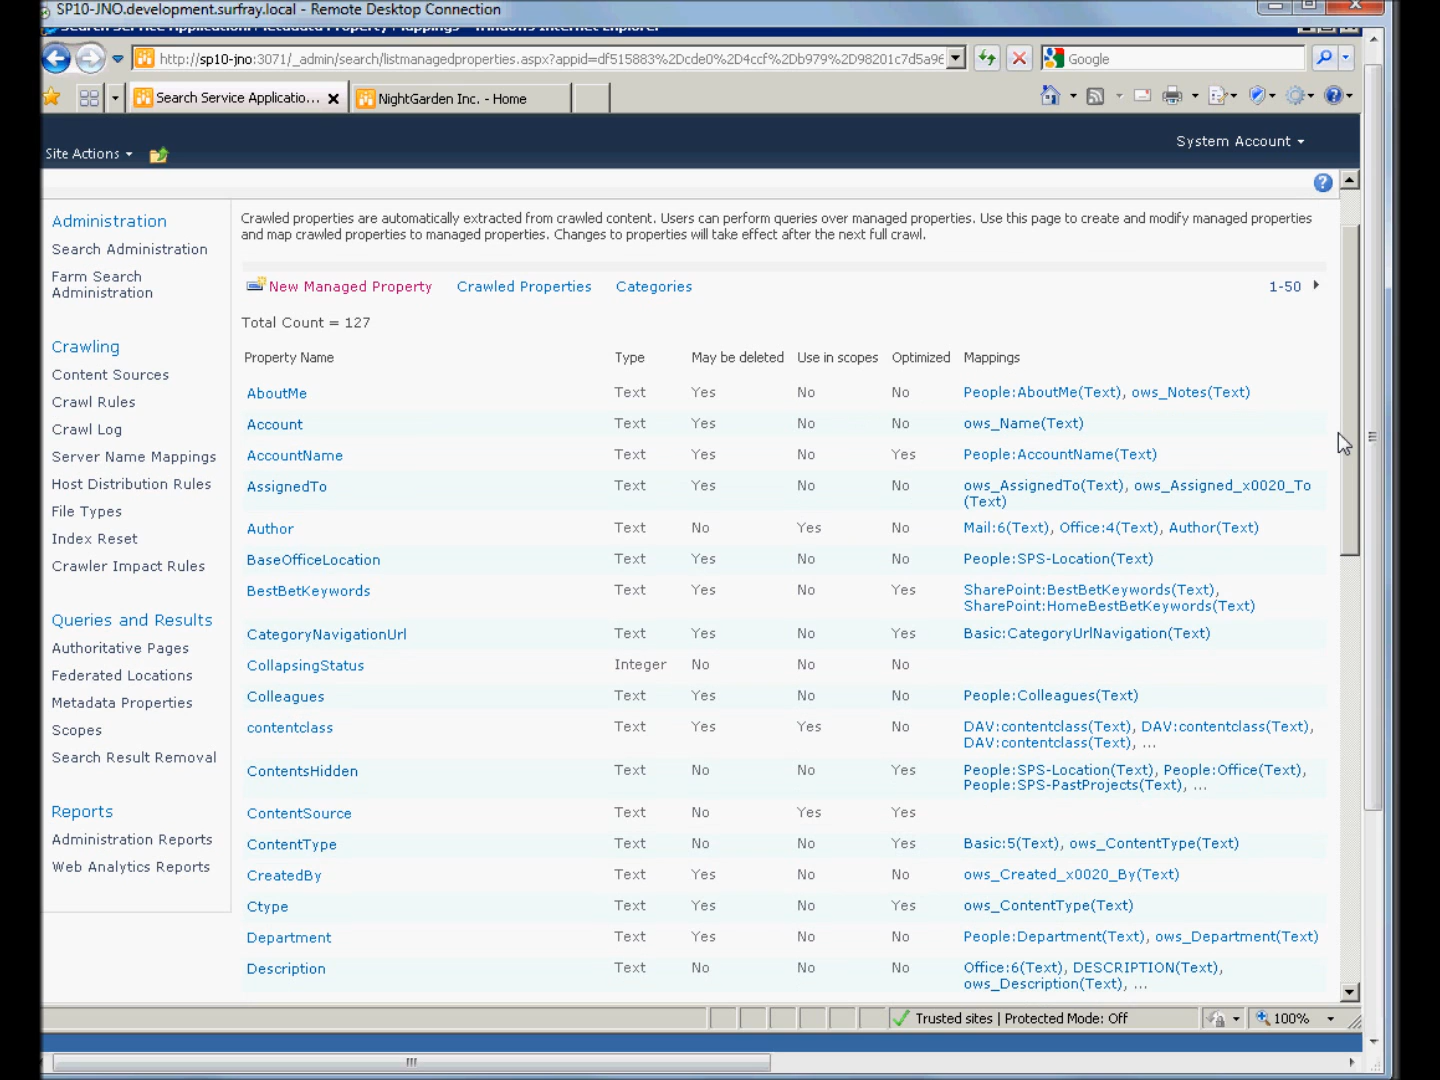 SP10-JNO.development.surfray.local - Remote Desktop Connection
Search Service Application: Metadata Property Mappings - Windows Internet Explorer
http://sp10-jno:3071/_admin/search/listmanagedproperties.aspx?appid=df515883%2Dcde0%2D4ccf%2Db979%2D98201c7d5a9e
Google
Search Service Applicatio...
NightGarden Inc. - Home
System Account
Site Actions
Administration
Search Administration
Farm Search
Administration
Crawling
Content Sources
Crawl Rules
Crawl Log
Server Name Mappings
Host Distribution Rules
File Types
Index Reset
Crawler Impact Rules
Queries and Results
Authoritative Pages
Federated Locations
Metadata Properties
Scopes
Search Result Removal
Reports
Administration Reports
Web Analytics Reports
Crawled properties are automatically extracted from crawled content. Users can perform queries over managed properties. Use this page to create and modify managed properties
and map crawled properties to managed properties. Changes to properties will take effect after the next full crawl.
New Managed Property Crawled Properties Categories 1-50
Total Count = 127
Property Name Type May be deleted Use in scopes Optimized Mappings
AboutMe Text Yes No No People:AboutMe(Text), ows_Notes(Text)
Account Text Yes No No ows_Name(Text)
AccountName Text Yes No Yes People:AccountName(Text)
AssignedTo Text Yes No No ows_AssignedTo(Text), ows_Assigned_x0020_To
(Text)
Author Text No Yes No Mail:6(Text), Office:4(Text), Author(Text)
BaseOfficeLocation Text Yes No No People:SPS-Location(Text)
BestBetKeywords Text Yes No Yes SharePoint:BestBetKeywords(Text),
SharePoint:HomeBestBetKeywords(Text)
CategoryNavigationUrl Text Yes No Yes Basic:CategoryUrlNavigation(Text)
CollapsingStatus Integer No No No
Colleagues Text Yes No No People:Colleagues(Text)
contentclass Text Yes Yes No DAV:contentclass(Text), DAV:contentclass(Text),
DAV:contentclass(Text), ...
ContentsHidden Text No No Yes People:SPS-Location(Text), People:Office(Text),
People:SPS-PastProjects(Text), ...
ContentSource Text No Yes Yes
ContentType Text No No Yes Basic:5(Text), ows_ContentType(Text)
CreatedBy Text Yes No No ows_Created_x0020_By(Text)
Ctype Text Yes No Yes ows_ContentType(Text)
Department Text Yes No No People:Department(Text), ows_Department(Text)
Description Text No No No Office:6(Text), DESCRIPTION(Text),
ows_Description(Text), ...
Trusted sites | Protected Mode: Off
100%